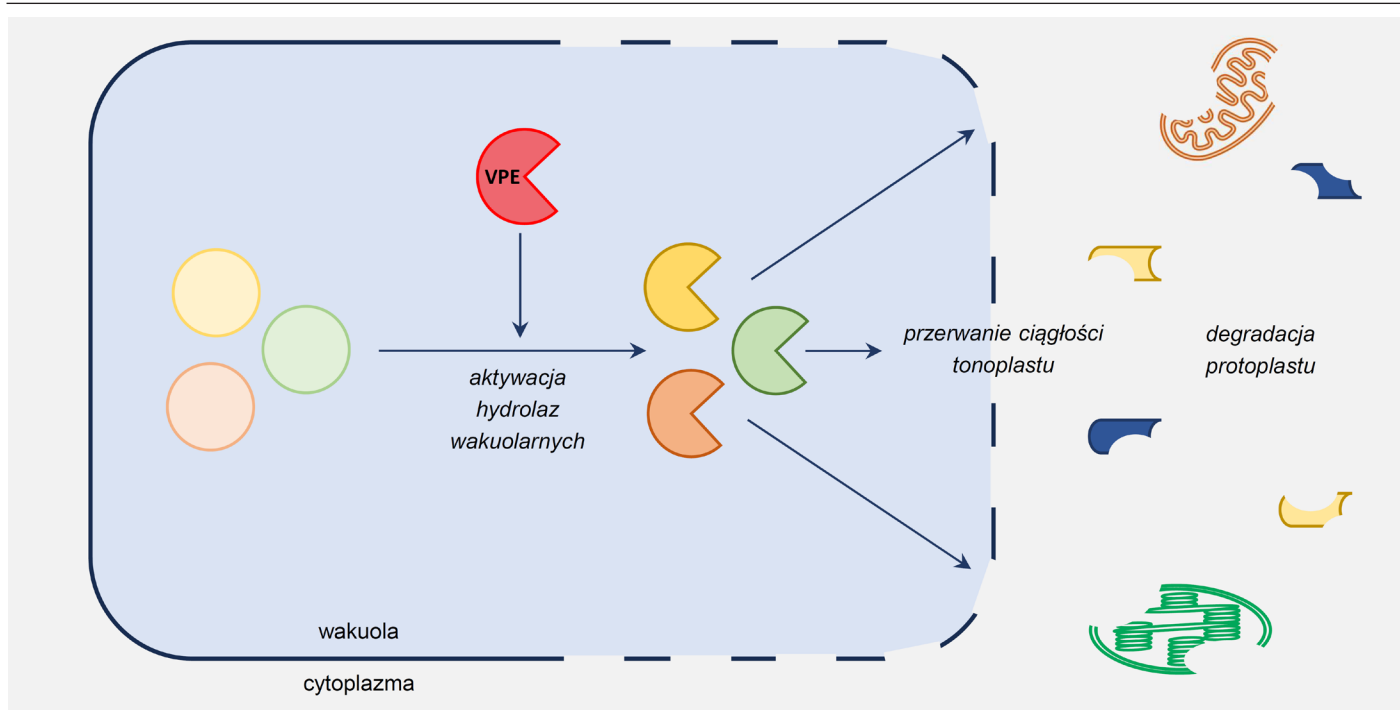 VPE
aktywacja
hydrolaz
wakuolarnych
przerwanie ciągłości
tonoplastu
degradacja
protoplastu
wakuola
cytoplazma